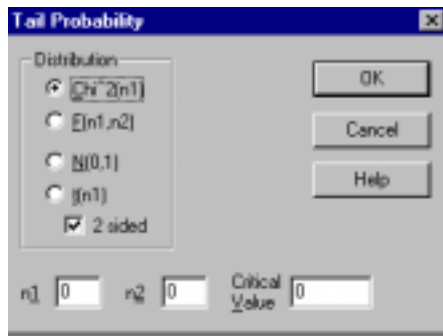 Tail Probability
Distribution
Chi^2(n1)
F(n1,n2)
N(0,1)
t(n1)
2 sided
OK
Cancel
Help
n1 0 n2 0 Critical Value 0